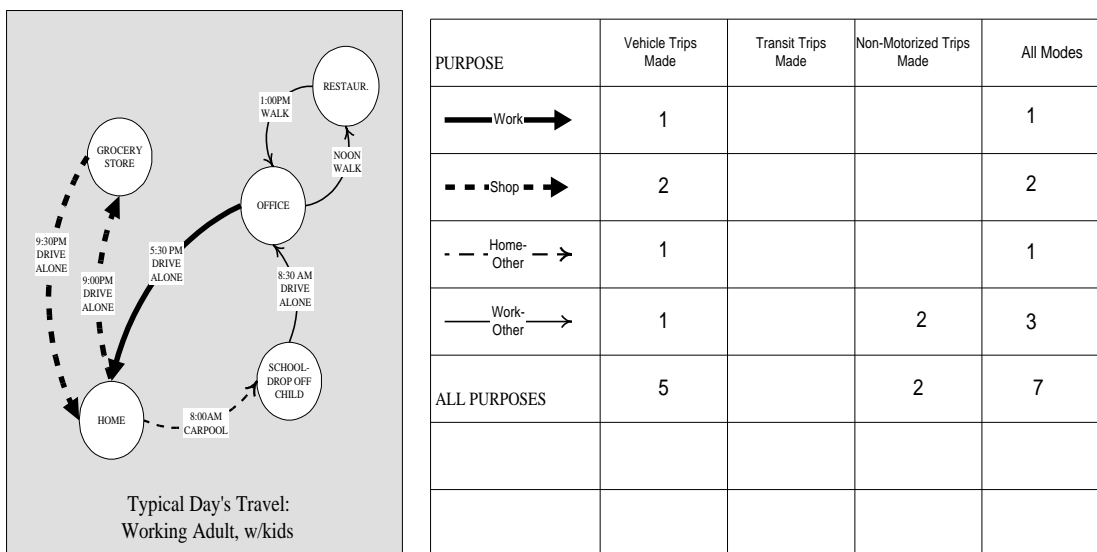 RESTAUR.
1:00PM
WALK
NOON
WALK
GROCERY
STORE
OFFICE
9:30PM
DRIVE
ALONE
5:30 PM
DRIVE
ALONE
9:00PM
DRIVE
ALONE
8:30 AM
DRIVE
ALONE
SCHOOL-
DROP OFF
CHILD
HOME
8:00AM
CARPOOL
Typical Day's Travel:
Working Adult, w/kids
PURPOSE Vehicle Trips Made Transit Trips Made Non-Motorized Trips Made All Modes
Work 1 1
Shop 2 2
Home-Other 1 1
Work-Other 1 2 3
ALL PURPOSES 5 2 7